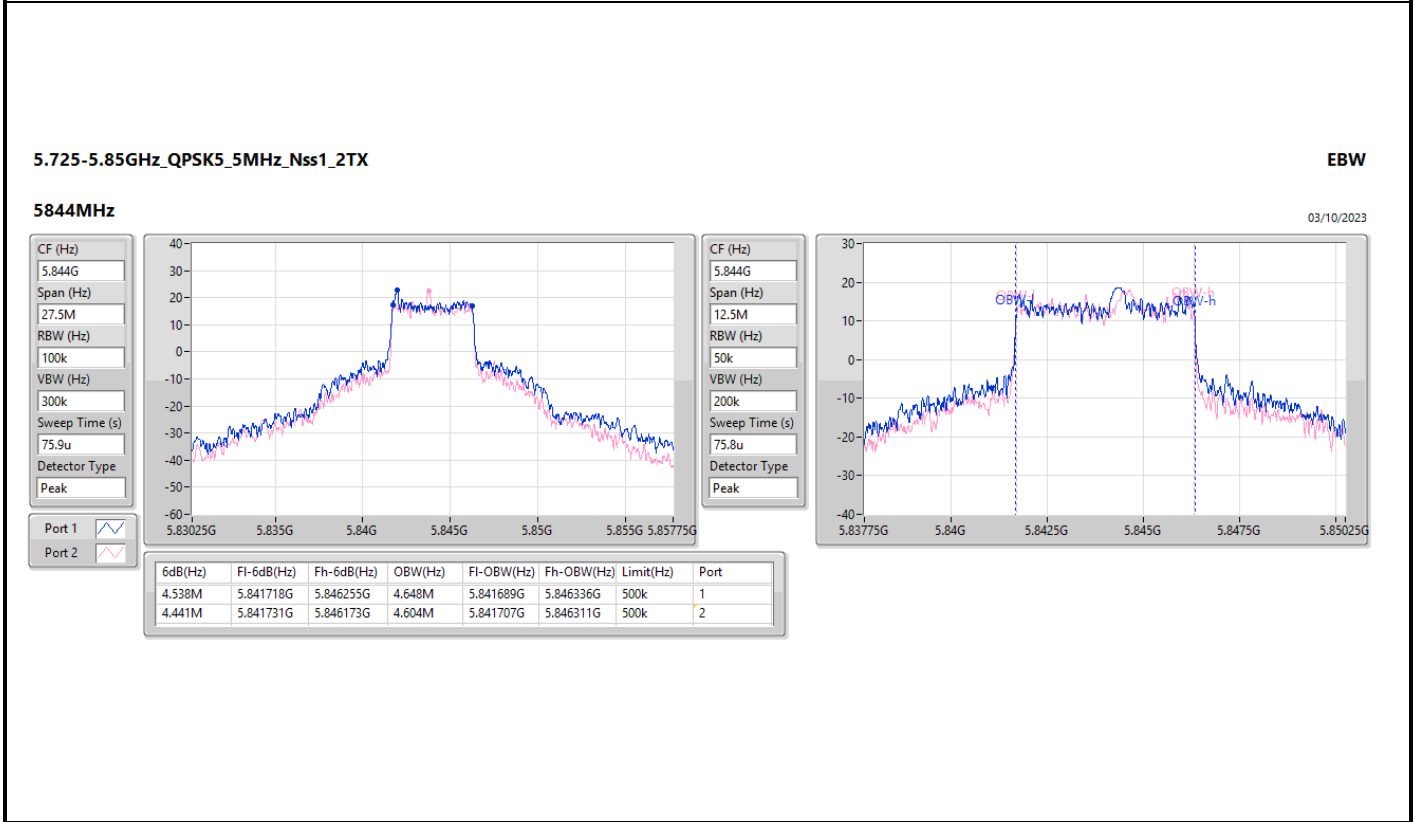 5.725-5.85GHz_QPSK5_5MHz_Nss1_2TX
EBW
5844MHz
03/10/2023
CF (Hz)
5.844G
Span (Hz)
27.5M
RBW (Hz)
100k
VBW (Hz)
300k
Sweep Time (s)
75.9u
Detector Type
Peak
Port 1
Port 2
40
30
20
10
0
-10
-20
-30
-40
-50
-60
5.83025G 5.835G 5.84G 5.845G 5.85G 5.855G 5.85775G
CF (Hz)
5.844G
Span (Hz)
12.5M
RBW (Hz)
50k
VBW (Hz)
200k
Sweep Time (s)
75.8u
Detector Type
Peak
30
20
10
0
-10
-20
-30
-40
OBW-h
OBW-h
5.83775G 5.84G 5.8425G 5.845G 5.8475G 5.85025G
6dB(Hz) Fl-6dB(Hz) Fh-6dB(Hz) OBW(Hz) Fl-OBW(Hz) Fh-OBW(Hz) Limit(Hz) Port
4.538M 5.841718G 5.846255G 4.648M 5.841689G 5.846336G 500k 1
4.441M 5.841731G 5.846173G 4.604M 5.841707G 5.846311G 500k 2